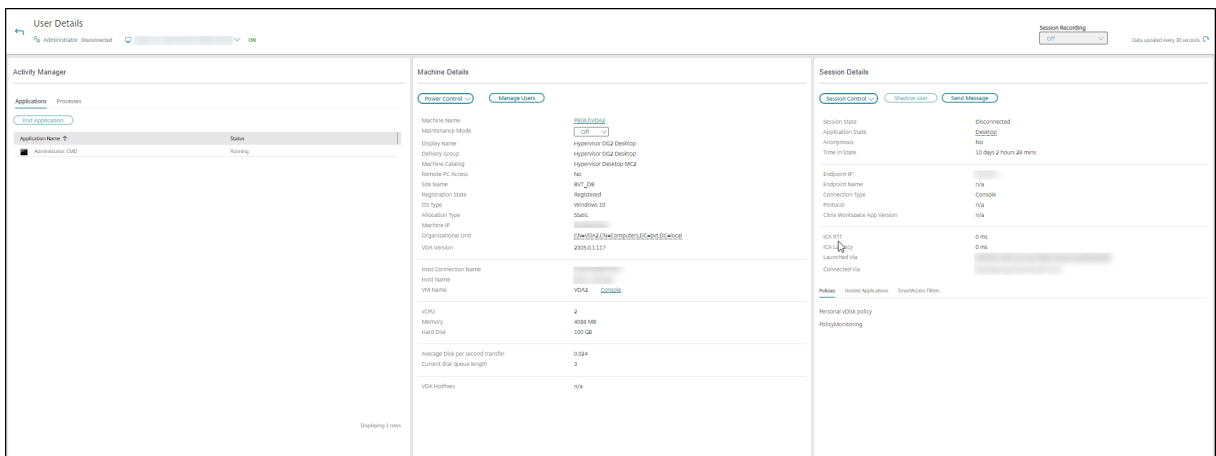 User Details
Administrator Disconnected ON
Session Recording
Off
Data updated every 30 seconds
Activity Manager
Applications Processes
End Application
Application Name Status
Administrator: CMD Running
Displaying 2 rows
Machine Details
Power Control Manage Users
Machine Name
Maintenance Mode Off
Display Name Hypervisor DG2 Desktop
Delivery Group Hypervisor DG2 Desktop
Machine Catalog Hypervisor Desktop MC2
Remote PC Access No
Site Name BVT_DB
Registration State Registered
OS Type Windows 10
Allocation Type Static
Machine IP
Organizational Unit CN=VDA2,CN=Computers,DC=bvt,DC=local
VDA Version 2305.0.1.117
Host Connection Name
Host Name
VM Name VDA2 Console
vCPU 2
Memory 4088 MB
Hard Disk 100 GB
Average Disk per second transfer 0.024
Current disk queue length
VDA Hotfixes n/a
Session Details
Session Control Shadow user Send Message
Session State Disconnected
Application State Desktop
Anonymous No
Time in State 10 days 2 hours 28 mins
Endpoint IP
Endpoint Name n/a
Connection Type Console
Protocol n/a
Citrix Workspace App Version n/a
ICA RTT 0 ms
ICA Latency 0 ms
Launched Via
Connected Via
Policies Hosted Applications SmartAccess Filters
Personal vDisk policy
PolicyMonitoring